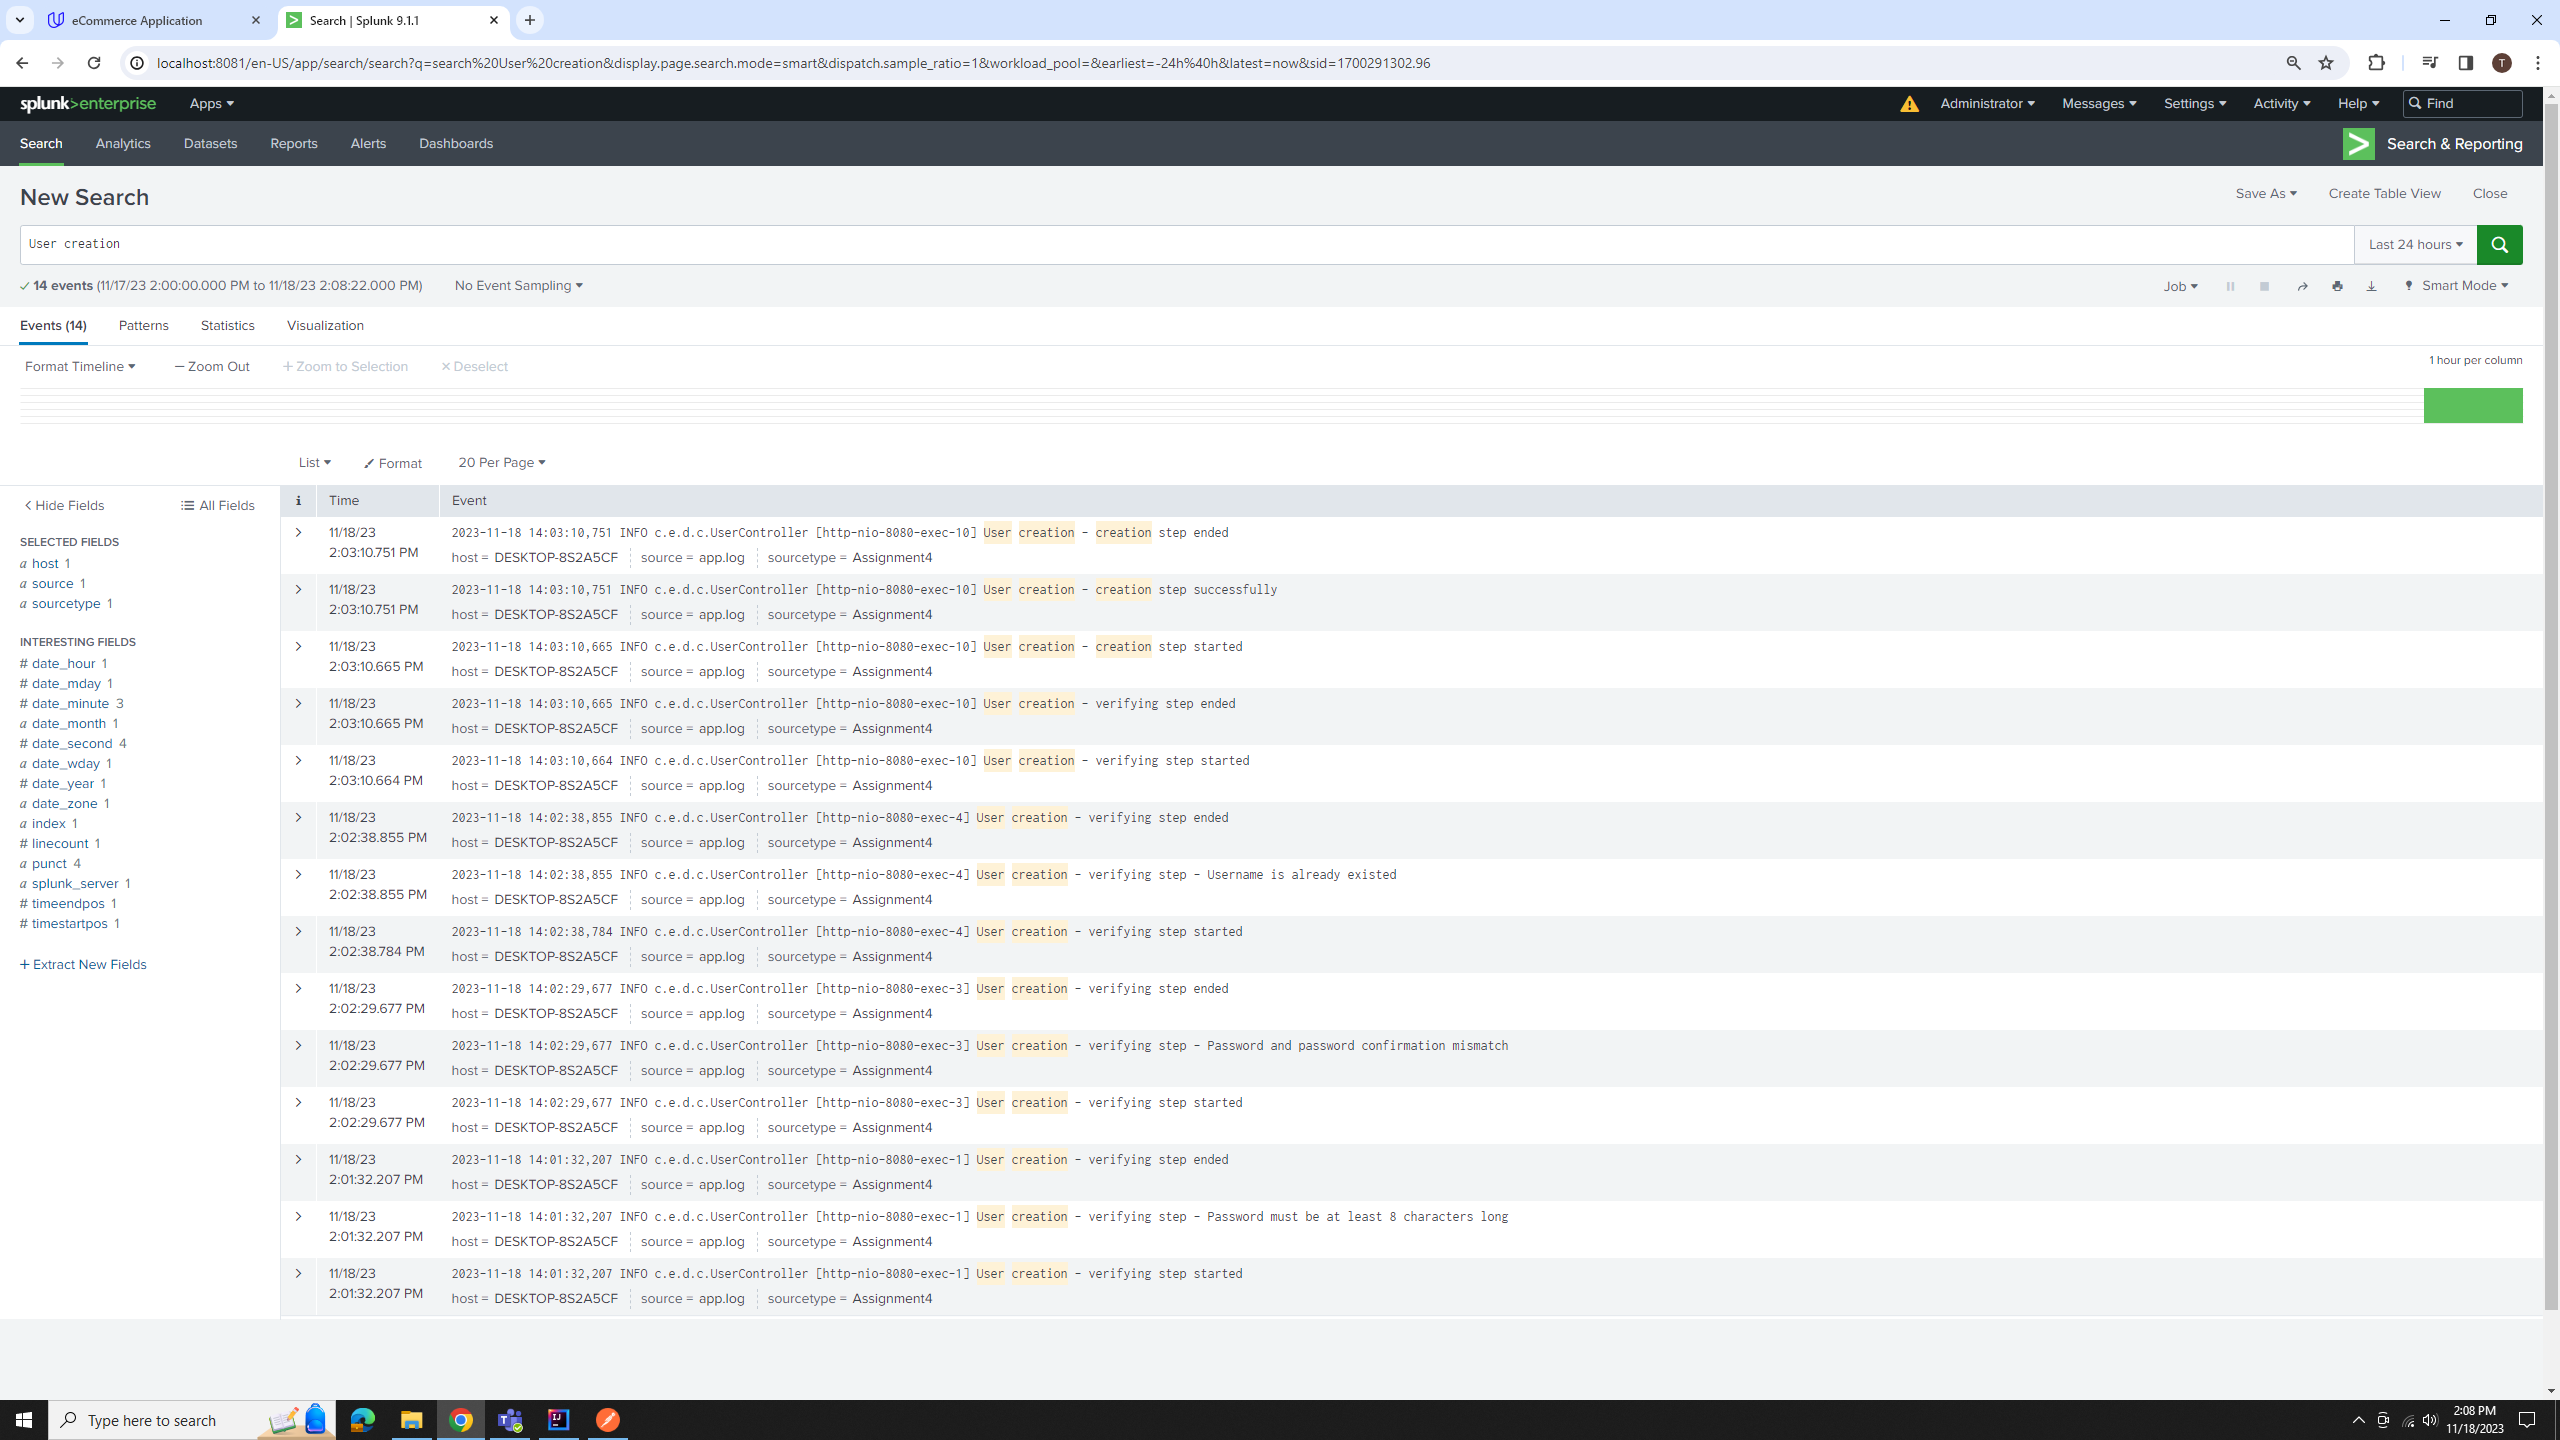 eCommerce Application
Search | Splunk 9.1.1
localhost:8081/en-US/app/search/search?q=search%20User%20creation&display.page.search.mode=smart&dispatch.sample_ratio=1&workload_pool=&earliest=-24h%40h&latest=now&sid=1700291302.96
T
splunk>enterprise Apps Administrator Messages Settings Activity Help Find
Search Analytics Datasets Reports Alerts Dashboards Search & Reporting
New Search Save As Create Table View Close
User creation Last 24 hours
14 events (11/17/23 2:00:00.000 PM to 11/18/23 2:08:22.000 PM) No Event Sampling Job Smart Mode
Events (14) Patterns Statistics Visualization
Format Timeline — Zoom Out + Zoom to Selection × Deselect 1 hour per column
List Format 20 Per Page
< Hide Fields All Fields
SELECTED FIELDS
a host 1
a source 1
a sourcetype 1
INTERESTING FIELDS
# date_hour 1
# date_mday 1
# date_minute 3
a date_month 1
# date_second 4
a date_wday 1
# date_year 1
a date_zone 1
a index 1
# linecount 1
a punct 4
a splunk_server 1
# timeendpos 1
# timestartpos 1
+ Extract New Fields
i Time Event
11/18/23 2:03:10.751 PM
2023-11-18 14:03:10,751 INFO c.e.d.c.UserController [http-nio-8080-exec-10] User creation - creation step ended
host = DESKTOP-8S2A5CF source = app.log sourcetype = Assignment4
11/18/23 2:03:10.751 PM
2023-11-18 14:03:10,751 INFO c.e.d.c.UserController [http-nio-8080-exec-10] User creation - creation step successfully
host = DESKTOP-8S2A5CF source = app.log sourcetype = Assignment4
11/18/23 2:03:10.665 PM
2023-11-18 14:03:10,665 INFO c.e.d.c.UserController [http-nio-8080-exec-10] User creation - creation step started
host = DESKTOP-8S2A5CF source = app.log sourcetype = Assignment4
11/18/23 2:03:10.665 PM
2023-11-18 14:03:10,665 INFO c.e.d.c.UserController [http-nio-8080-exec-10] User creation - verifying step ended
host = DESKTOP-8S2A5CF source = app.log sourcetype = Assignment4
11/18/23 2:03:10.664 PM
2023-11-18 14:03:10,664 INFO c.e.d.c.UserController [http-nio-8080-exec-10] User creation - verifying step started
host = DESKTOP-8S2A5CF source = app.log sourcetype = Assignment4
11/18/23 2:02:38.855 PM
2023-11-18 14:02:38,855 INFO c.e.d.c.UserController [http-nio-8080-exec-4] User creation - verifying step ended
host = DESKTOP-8S2A5CF source = app.log sourcetype = Assignment4
11/18/23 2:02:38.855 PM
2023-11-18 14:02:38,855 INFO c.e.d.c.UserController [http-nio-8080-exec-4] User creation - verifying step - Username is already existed
host = DESKTOP-8S2A5CF source = app.log sourcetype = Assignment4
11/18/23 2:02:38.784 PM
2023-11-18 14:02:38,784 INFO c.e.d.c.UserController [http-nio-8080-exec-4] User creation - verifying step started
host = DESKTOP-8S2A5CF source = app.log sourcetype = Assignment4
11/18/23 2:02:29.677 PM
2023-11-18 14:02:29,677 INFO c.e.d.c.UserController [http-nio-8080-exec-3] User creation - verifying step ended
host = DESKTOP-8S2A5CF source = app.log sourcetype = Assignment4
11/18/23 2:02:29.677 PM
2023-11-18 14:02:29,677 INFO c.e.d.c.UserController [http-nio-8080-exec-3] User creation - verifying step - Password and password confirmation mismatch
host = DESKTOP-8S2A5CF source = app.log sourcetype = Assignment4
11/18/23 2:02:29.677 PM
2023-11-18 14:02:29,677 INFO c.e.d.c.UserController [http-nio-8080-exec-3] User creation - verifying step started
host = DESKTOP-8S2A5CF source = app.log sourcetype = Assignment4
11/18/23 2:01:32.207 PM
2023-11-18 14:01:32,207 INFO c.e.d.c.UserController [http-nio-8080-exec-1] User creation - verifying step ended
host = DESKTOP-8S2A5CF source = app.log sourcetype = Assignment4
11/18/23 2:01:32.207 PM
2023-11-18 14:01:32,207 INFO c.e.d.c.UserController [http-nio-8080-exec-1] User creation - verifying step - Password must be at least 8 characters long
host = DESKTOP-8S2A5CF source = app.log sourcetype = Assignment4
11/18/23 2:01:32.207 PM
2023-11-18 14:01:32,207 INFO c.e.d.c.UserController [http-nio-8080-exec-1] User creation - verifying step started
host = DESKTOP-8S2A5CF source = app.log sourcetype = Assignment4
Type here to search
2:08 PM
11/18/2023